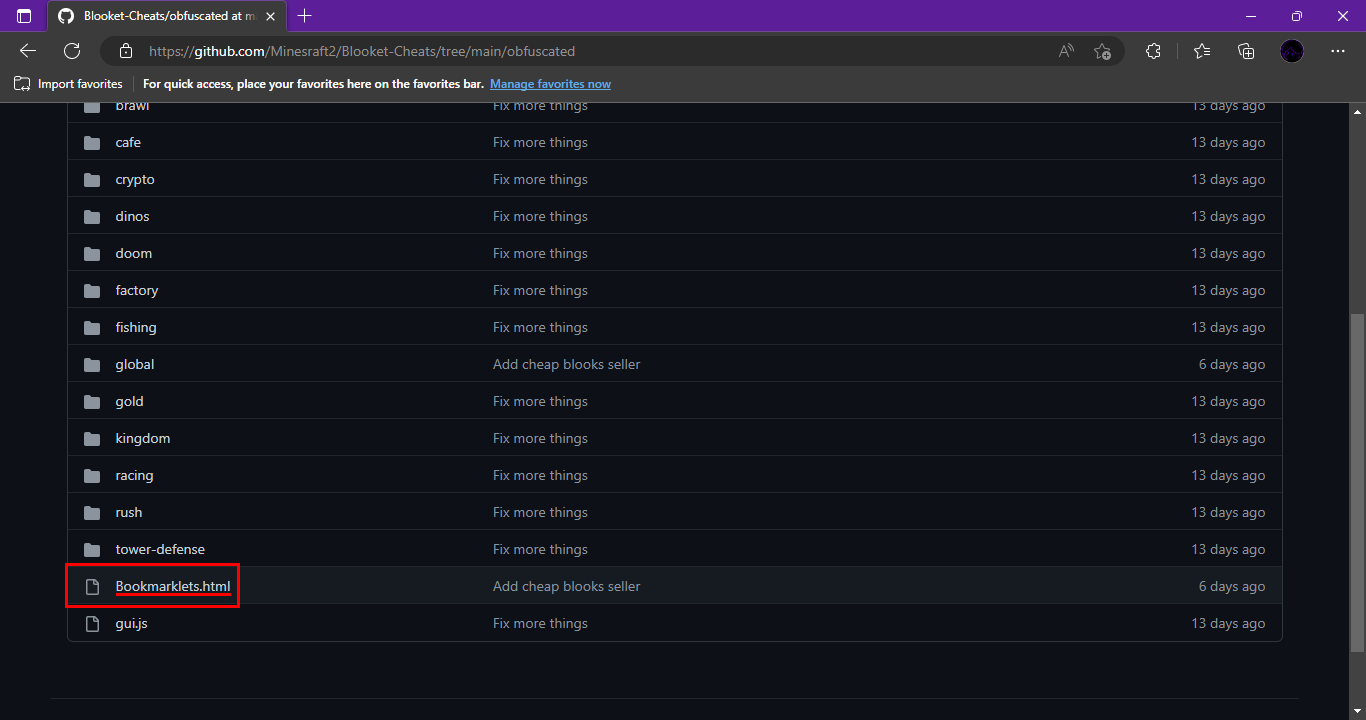 Blooket-Cheats/obfuscated at m
https://github.com/Minesraft2/Blooket-Cheats/tree/main/obfuscated
Import favorites For quick access, place your favorites here on the favorites bar. Manage favorites now
brawl Fix more things 13 days ago
cafe Fix more things 13 days ago
crypto Fix more things 13 days ago
dinos Fix more things 13 days ago
doom Fix more things 13 days ago
factory Fix more things 13 days ago
fishing Fix more things 13 days ago
global Add cheap blooks seller 6 days ago
gold Fix more things 13 days ago
kingdom Fix more things 13 days ago
racing Fix more things 13 days ago
rush Fix more things 13 days ago
tower-defense Fix more things 13 days ago
Bookmarklets.html Add cheap blooks seller 6 days ago
gui.js Fix more things 13 days ago